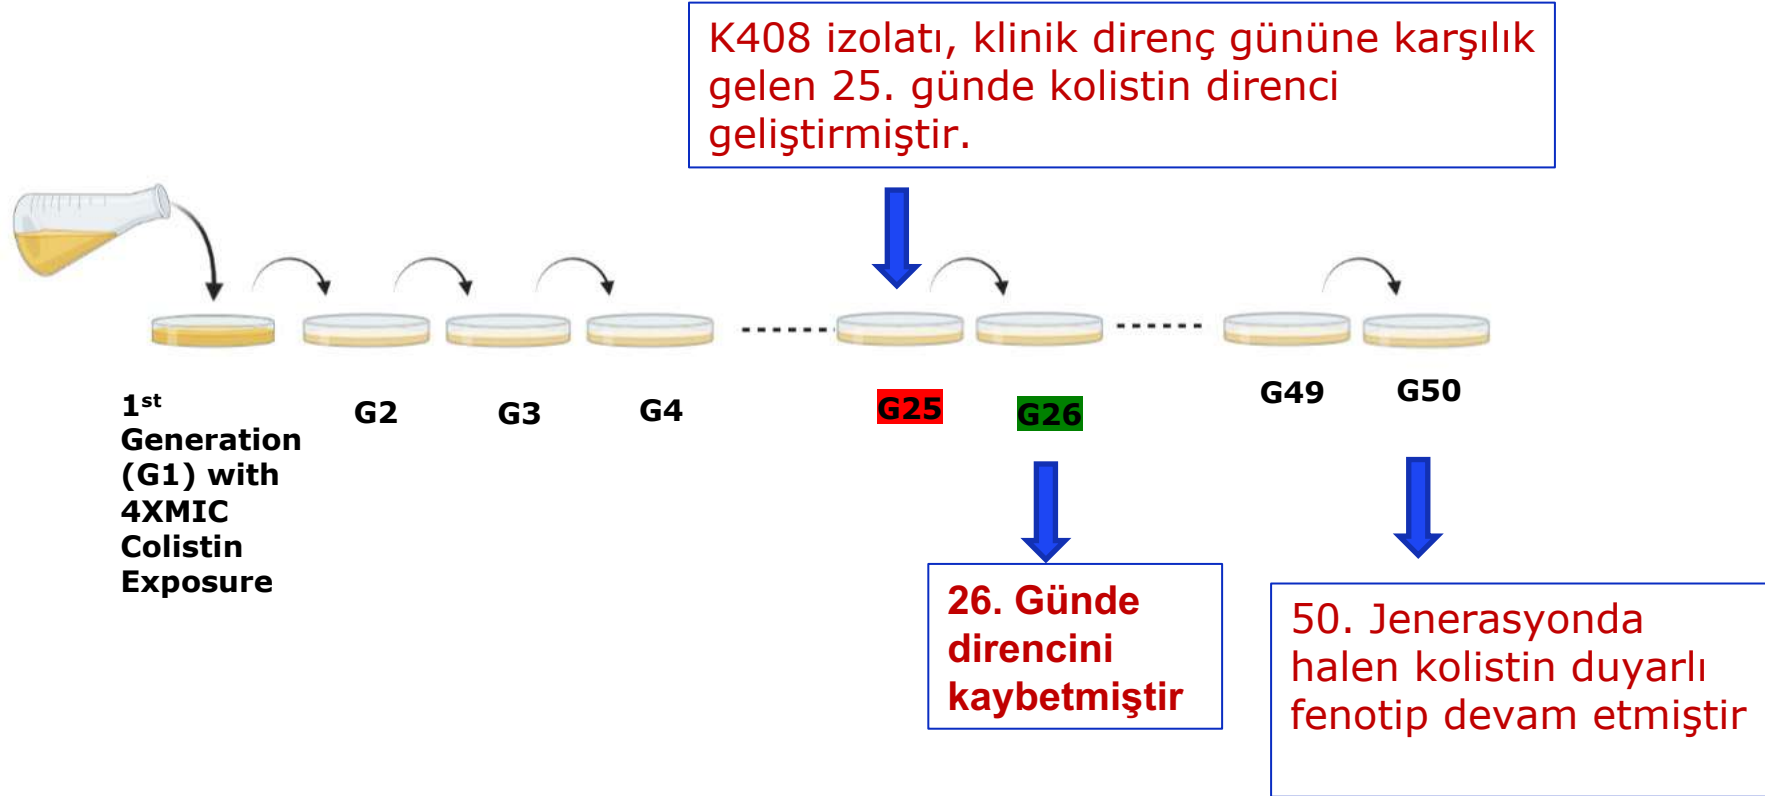 K408 izolatı, klinik direnç gününe karşılık
gelen 25. günde kolistin direnci
geliştirmiştir.
1st
Generation
(G1) with
4XMIC
Colistin
Exposure
G2
G3
G4
G25
G26
G49
G50
26. Günde
direncini
kaybetmiştir
50. Jenerasyonda
halen kolistin duyarlı
fenotip devam etmiştir